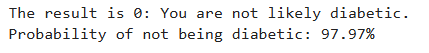 The result is 0: You are not likely diabetic.
Probability of not being diabetic: 97.97%